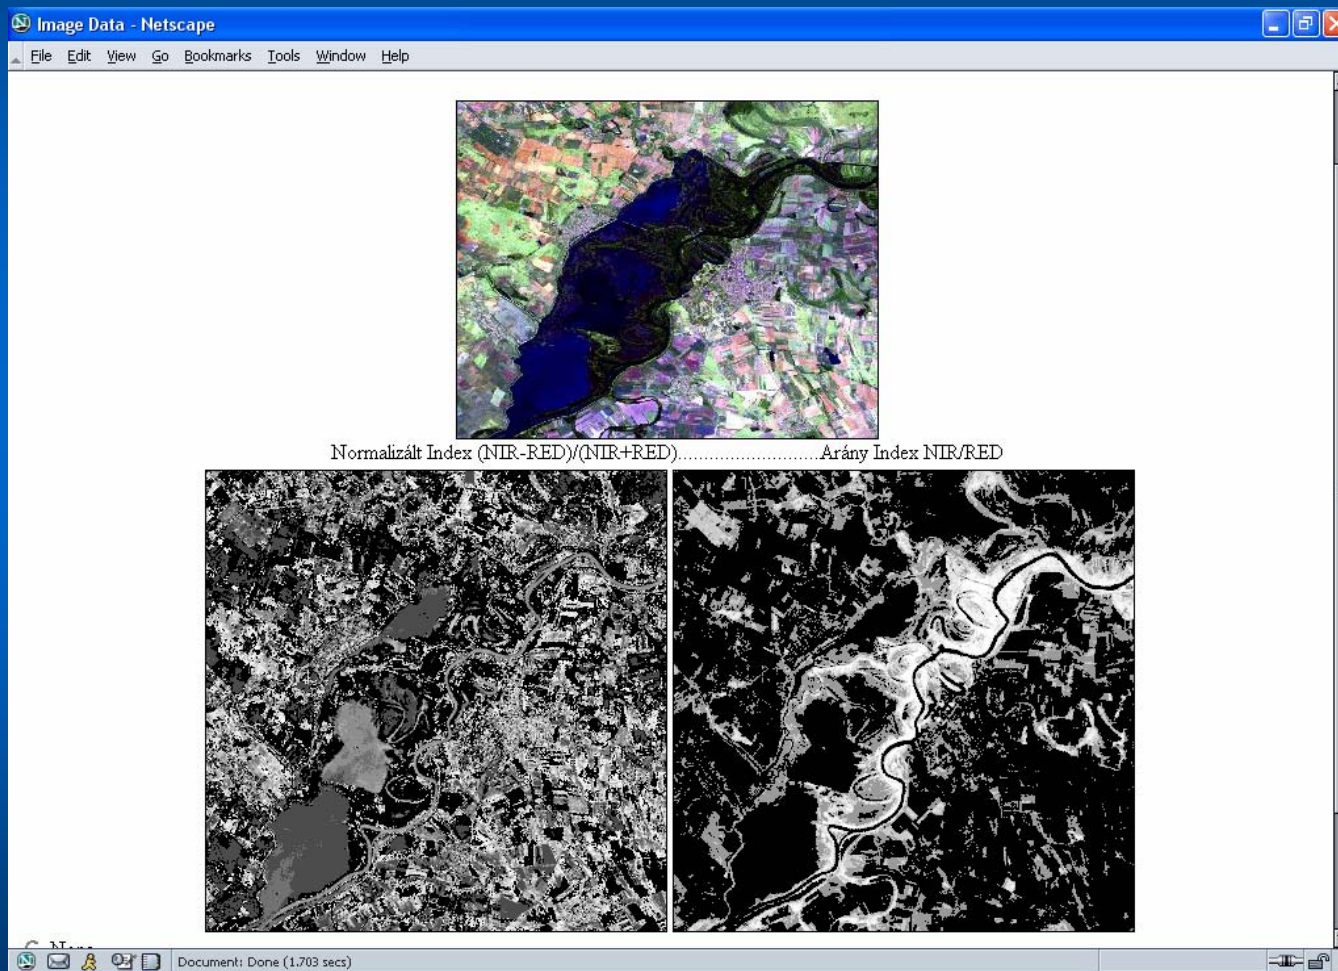 Image Data - Netscape
File Edit View Go Bookmarks Tools Window Help
Normalizált Index (NIR-RED)/(NIR+RED)...........................Arány Index NIR/RED
Document: Done (1.703 secs)